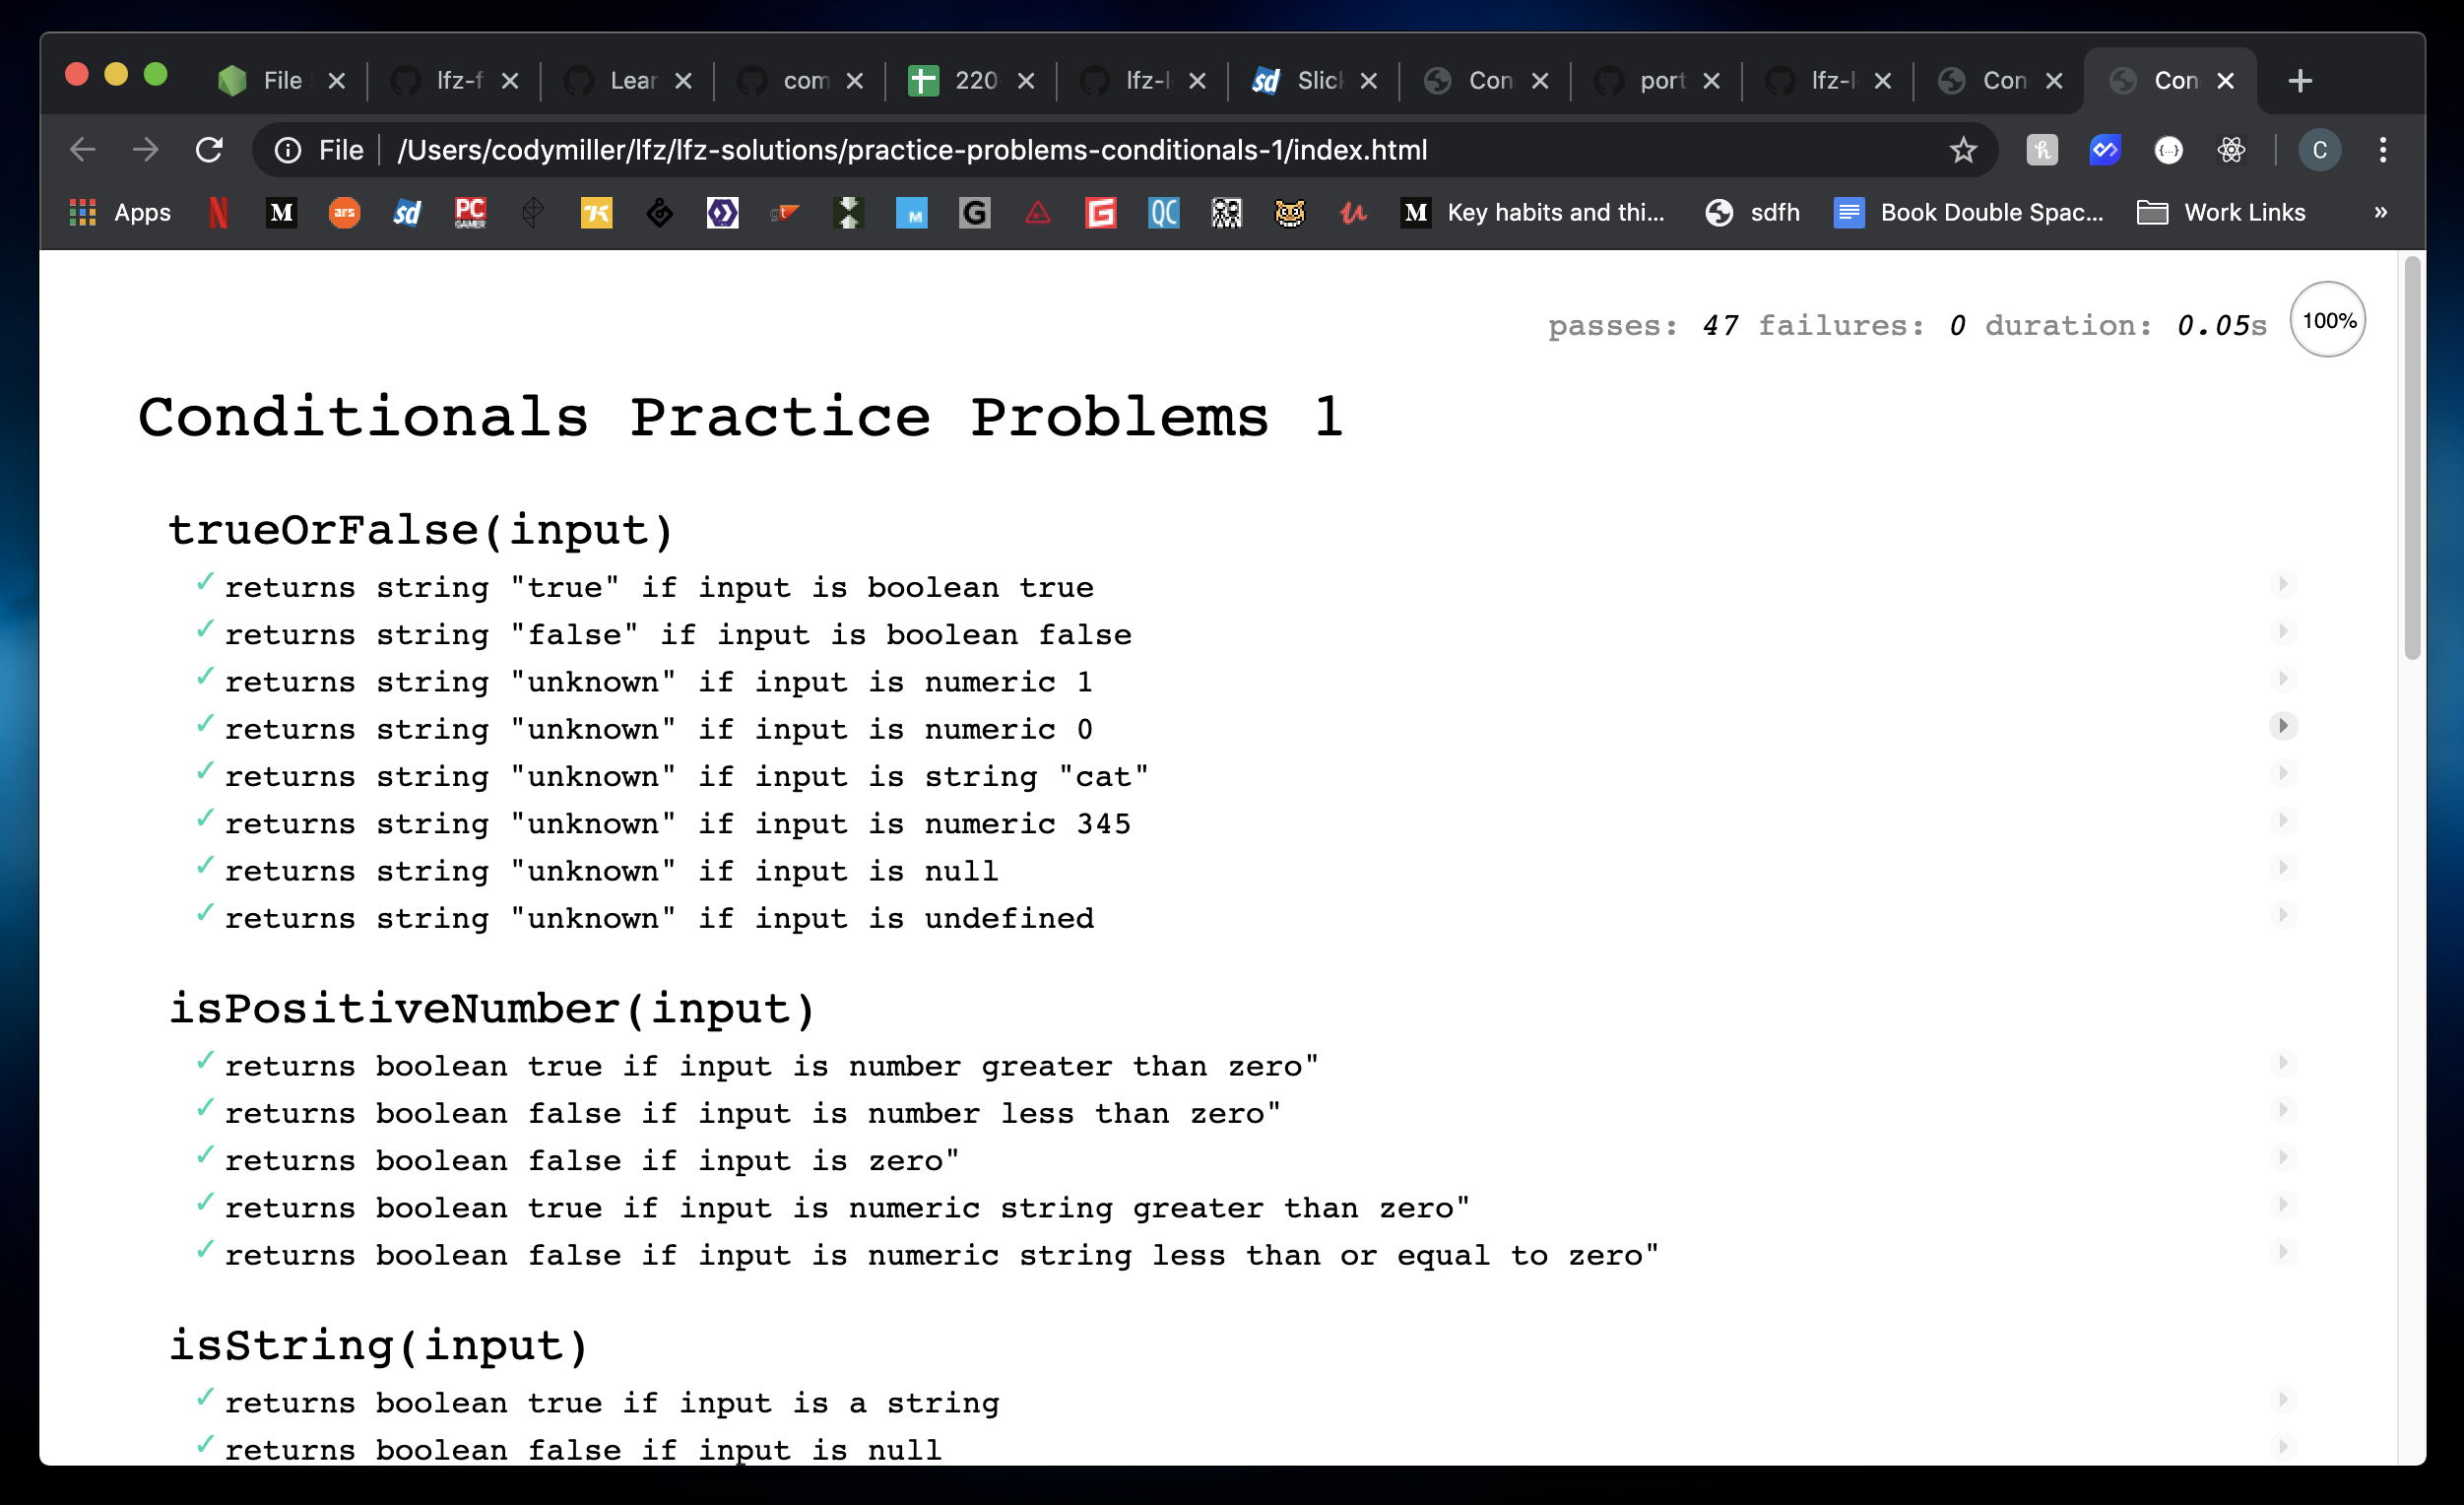 File lfz-f Lear com 220 lfz-l sd Slick Con port lfz-l Con Con
File /Users/codymiller/lfz/lfz-solutions/practice-problems-conditionals-1/index.html C
Apps N M ars sd PC GAMER M G QC M Key habits and thi... sdfh Book Double Spac... Work Links »
passes: 47 failures: 0 duration: 0.05s 100%
Conditionals Practice Problems 1
trueOrFalse(input)
✓ returns string "true" if input is boolean true
✓ returns string "false" if input is boolean false
✓ returns string "unknown" if input is numeric 1
✓ returns string "unknown" if input is numeric 0
✓ returns string "unknown" if input is string "cat"
✓ returns string "unknown" if input is numeric 345
✓ returns string "unknown" if input is null
✓ returns string "unknown" if input is undefined
isPositiveNumber(input)
✓ returns boolean true if input is number greater than zero"
✓ returns boolean false if input is number less than zero"
✓ returns boolean false if input is zero"
✓ returns boolean true if input is numeric string greater than zero"
✓ returns boolean false if input is numeric string less than or equal to zero"
isString(input)
✓ returns boolean true if input is a string
✓ returns boolean false if input is null